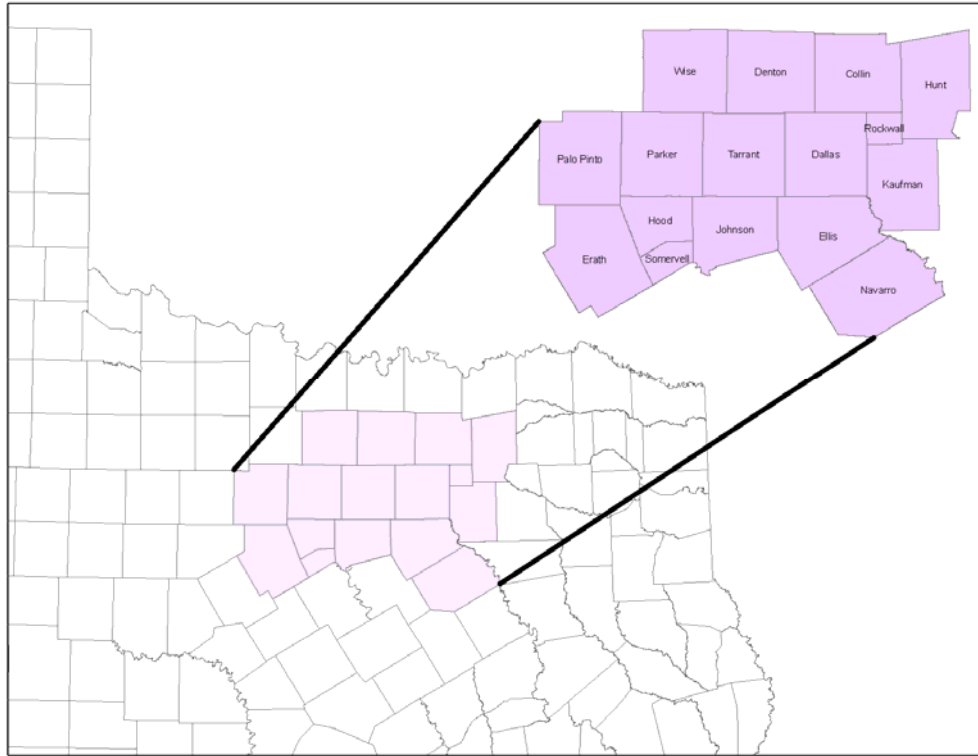 Wise
Denton
Collin
Hunt
Rockwall
Palo Pinto
Parker
Tarrant
Dallas
Kaufman
Hood
Johnson
Ellis
Erath
Somervell
Navarro